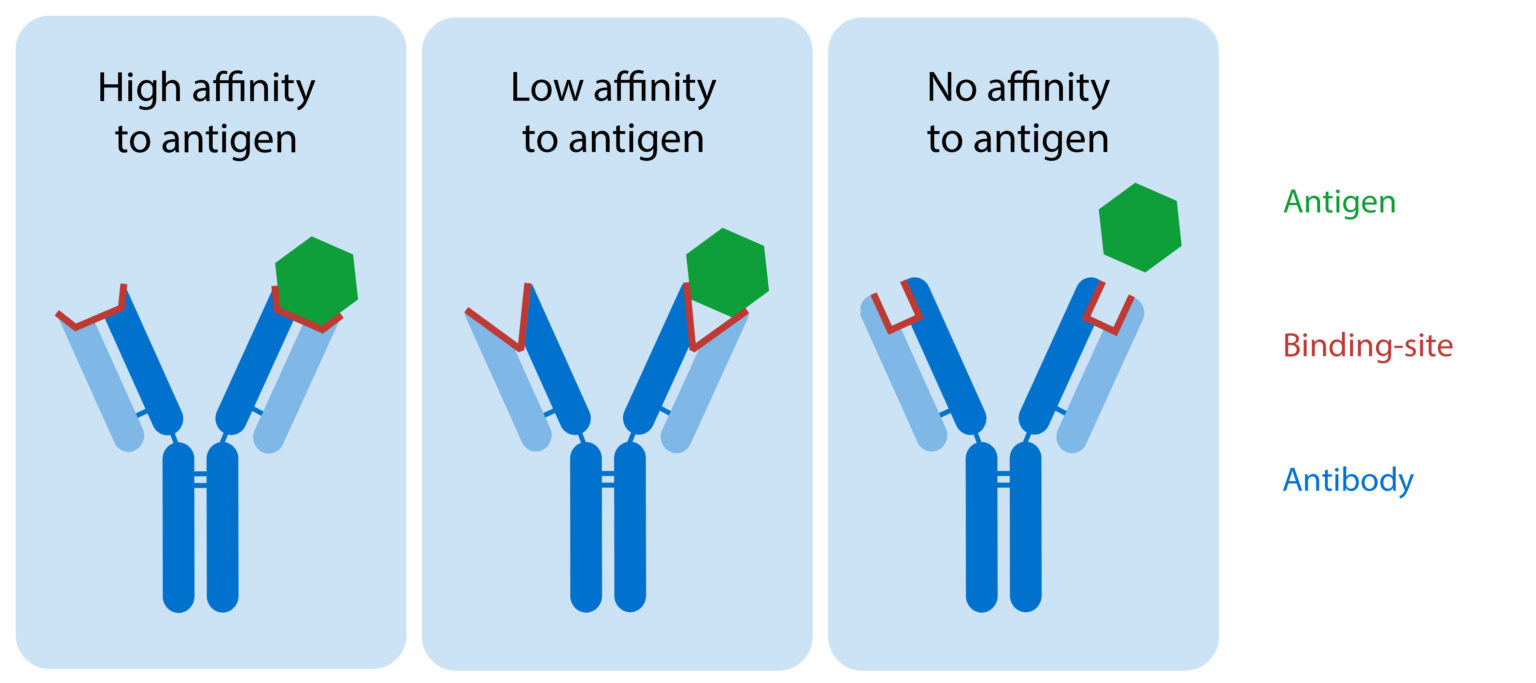 High affinity
to antigen
Low affinity
to antigen
No affinity
to antigen
Antigen
Binding-site
Antibody